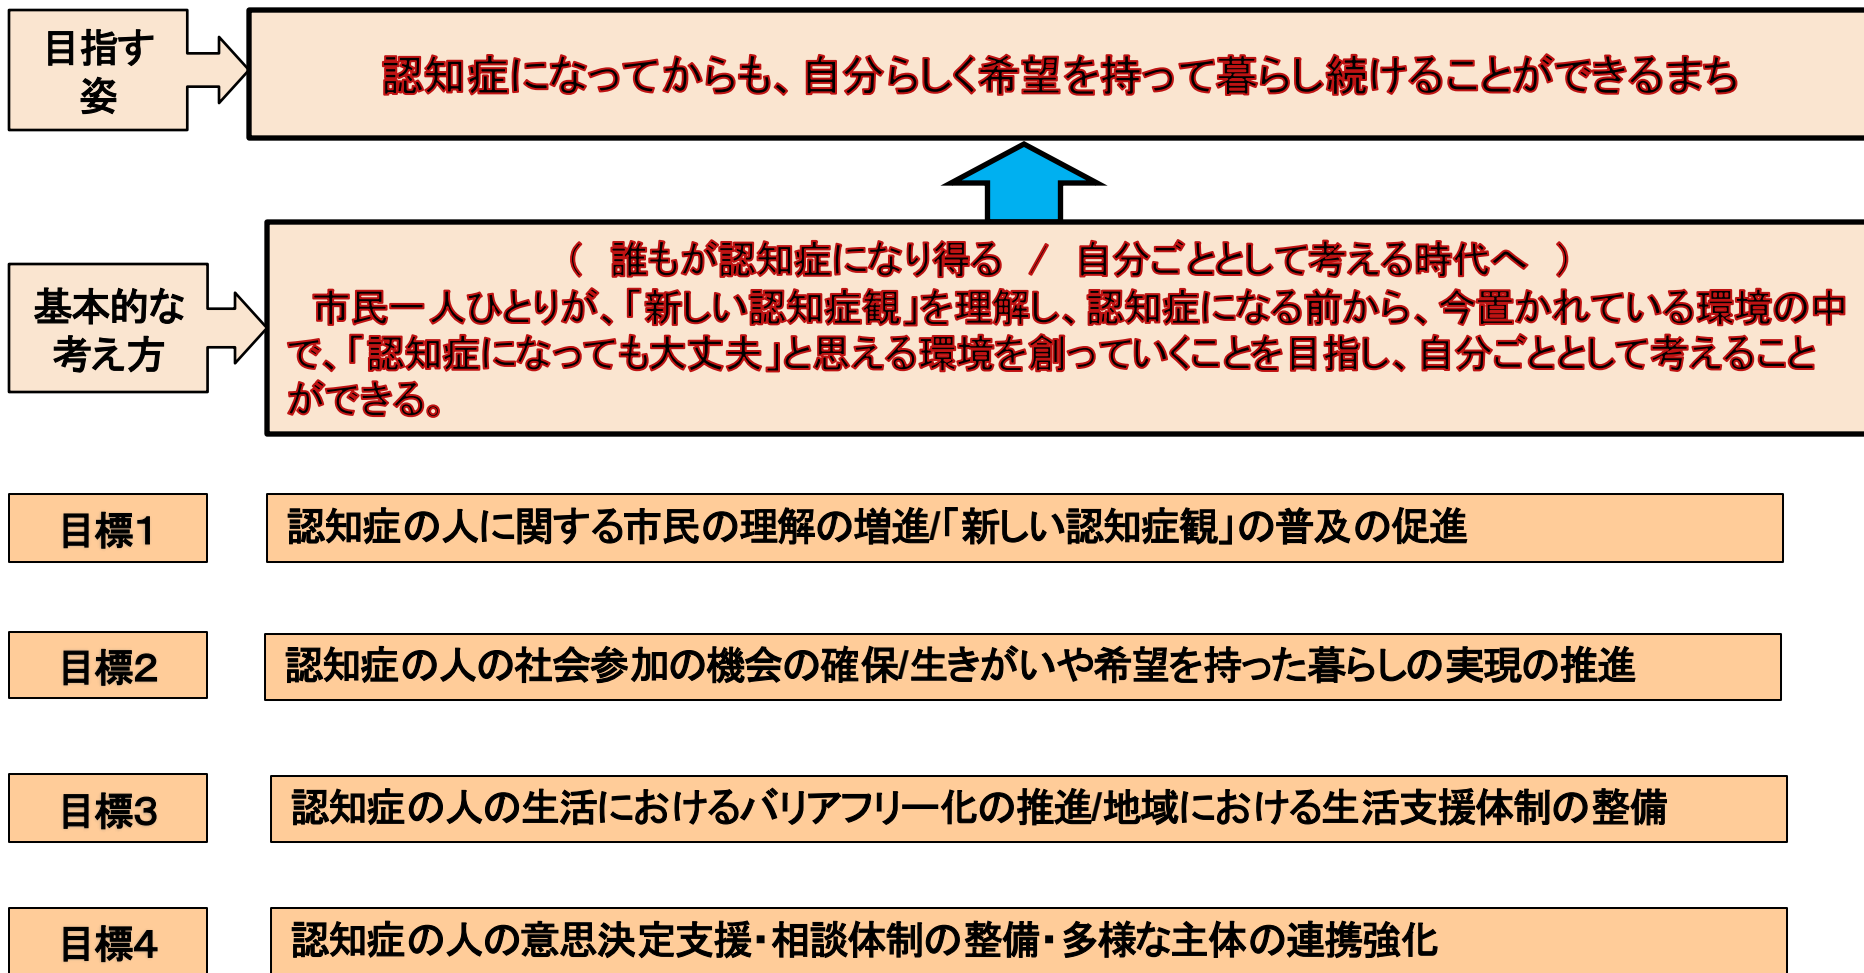 目指す
姿
認知症になってからも、自分らしく希望を持って暮らし続けることができるまち
（　誰もが認知症になり得る　/　自分ごととして考える時代へ　）
基本的な
考え方
市民一人ひとりが、「新しい認知症観」を理解し、認知症になる前から、今置かれている環境の中
で、「認知症になっても大丈夫」と思える環境を創っていくことを目指し、自分ごととして考えること
ができる。
目標1
認知症の人に関する市民の理解の増進/「新しい認知症観」の普及の促進
目標2
認知症の人の社会参加の機会の確保/生きがいや希望を持った暮らしの実現の推進
目標3
認知症の人の生活におけるバリアフリー化の推進/地域における生活支援体制の整備
目標4
認知症の人の意思決定支援・相談体制の整備・多様な主体の連携強化